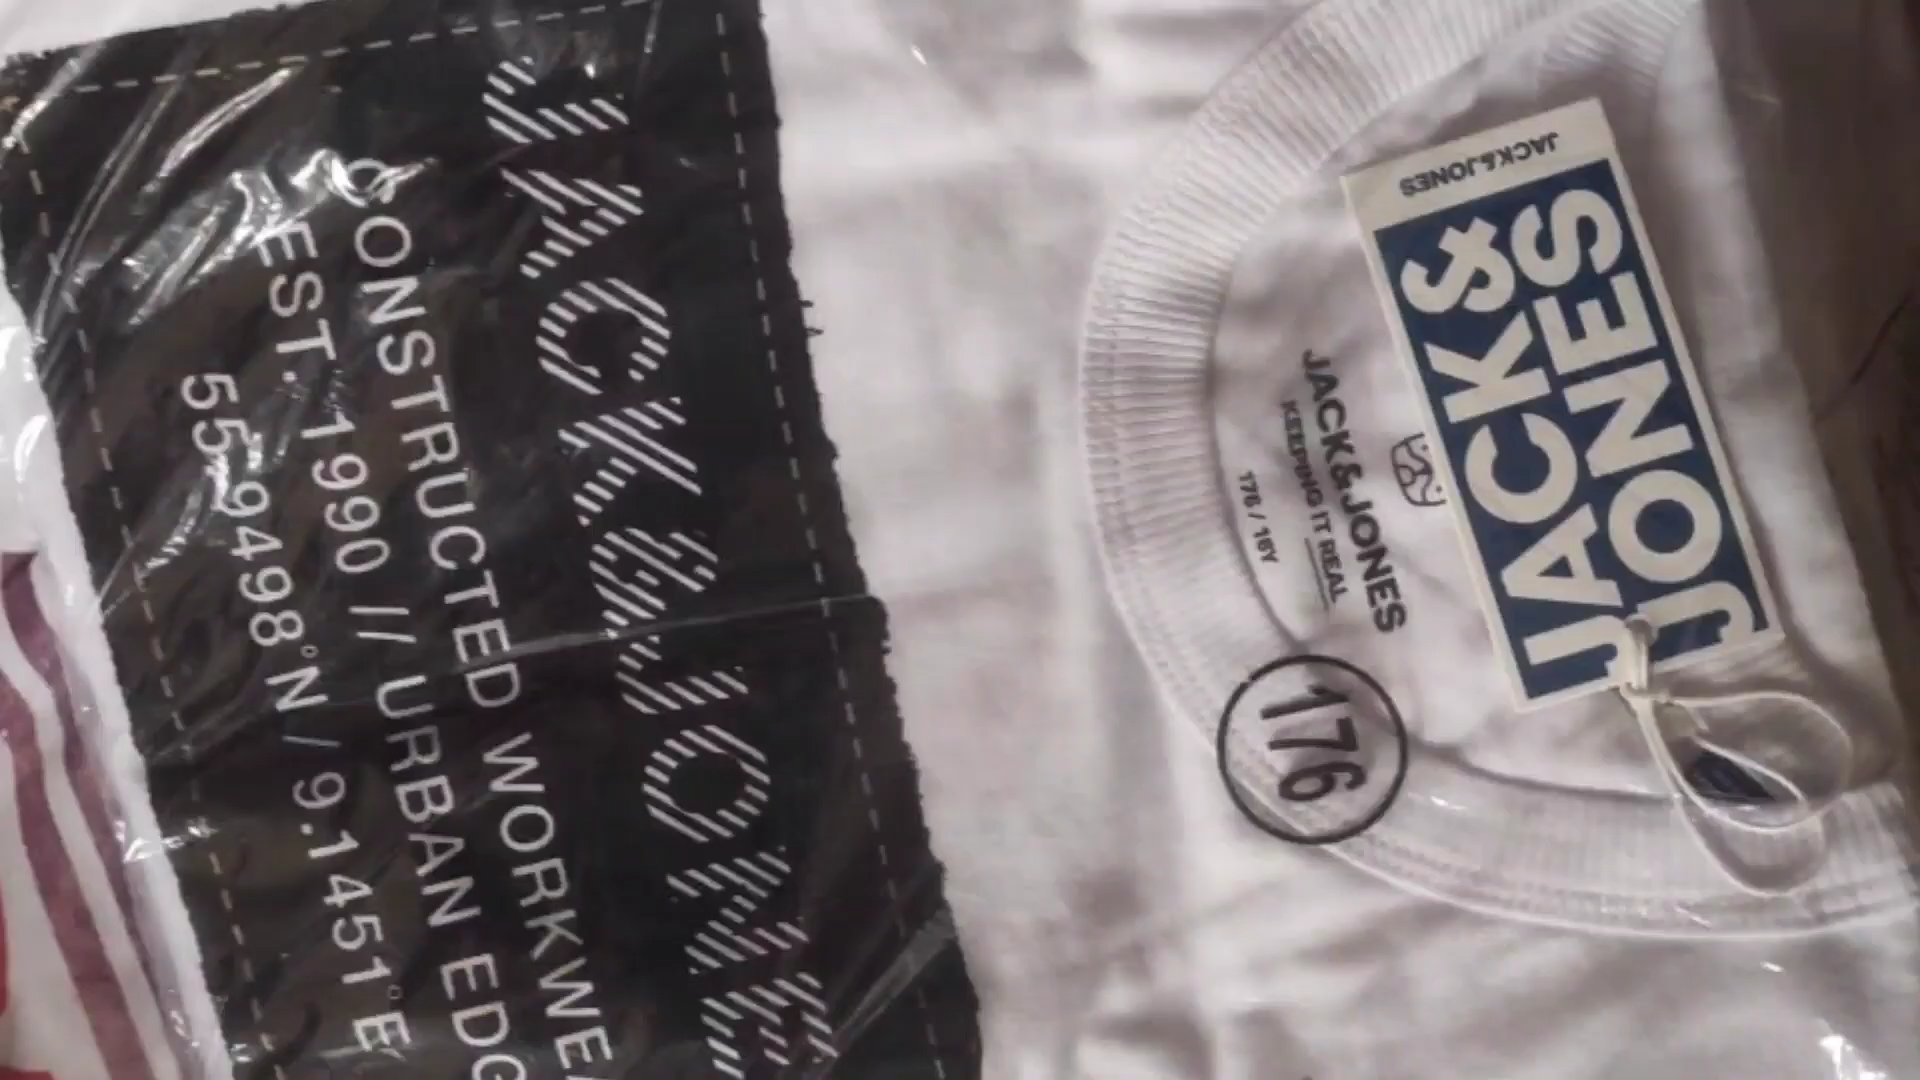 JACK&JONE
CONSTRUCTED WORKWEA
EST. 1990 // URBAN EDG
55.9498°N / 9.1451°E
JACK&JONES
JACK&
JONES
JACK&JONES
KEEPING IT REAL
176 / 16Y
176